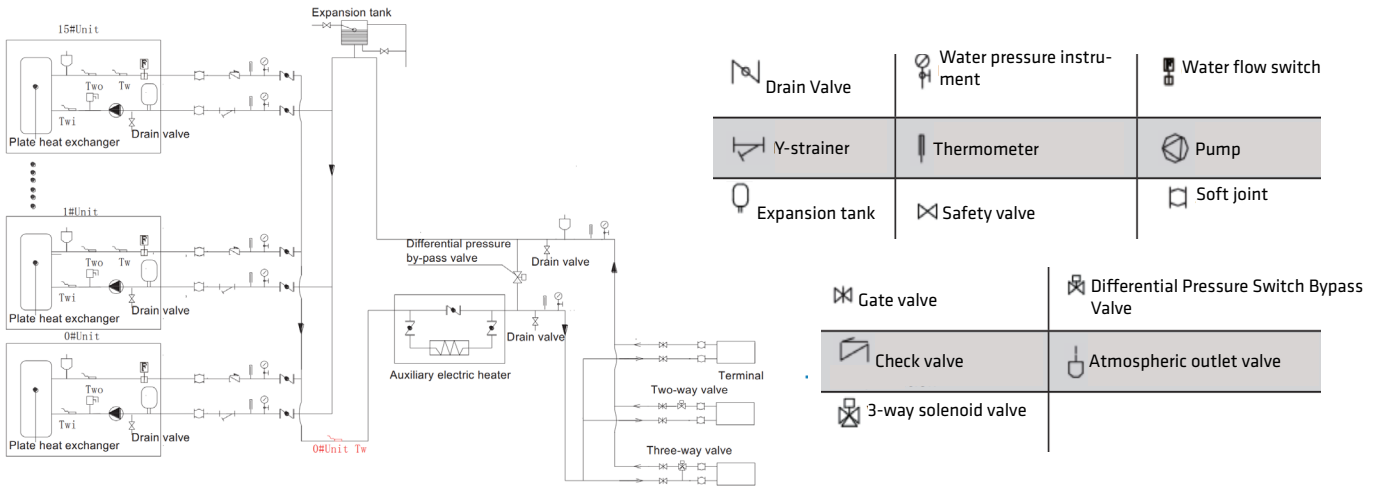 Expansion tank
15#Unit
F
Two
Tw
Twi
Drain valve
Plate heat exchanger
1#Unit
F
Two
Tw
Twi
Drain valve
Plate heat exchanger
0#Unit
F
Two
Twi
Drain valve
Plate heat exchanger
0#Unit Tw
Differential pressure
by-pass valve
Drain valve
Drain valve
Auxiliary electric heater
Terminal
Two-way valve
Three-way valve
Drain Valve
Water pressure instru-
ment
F
Water flow switch
Y-strainer
Thermometer
Pump
Expansion tank
Safety valve
Soft joint
Gate valve
Differential Pressure Switch Bypass
Valve
Check valve
Atmospheric outlet valve
3-way solenoid valve